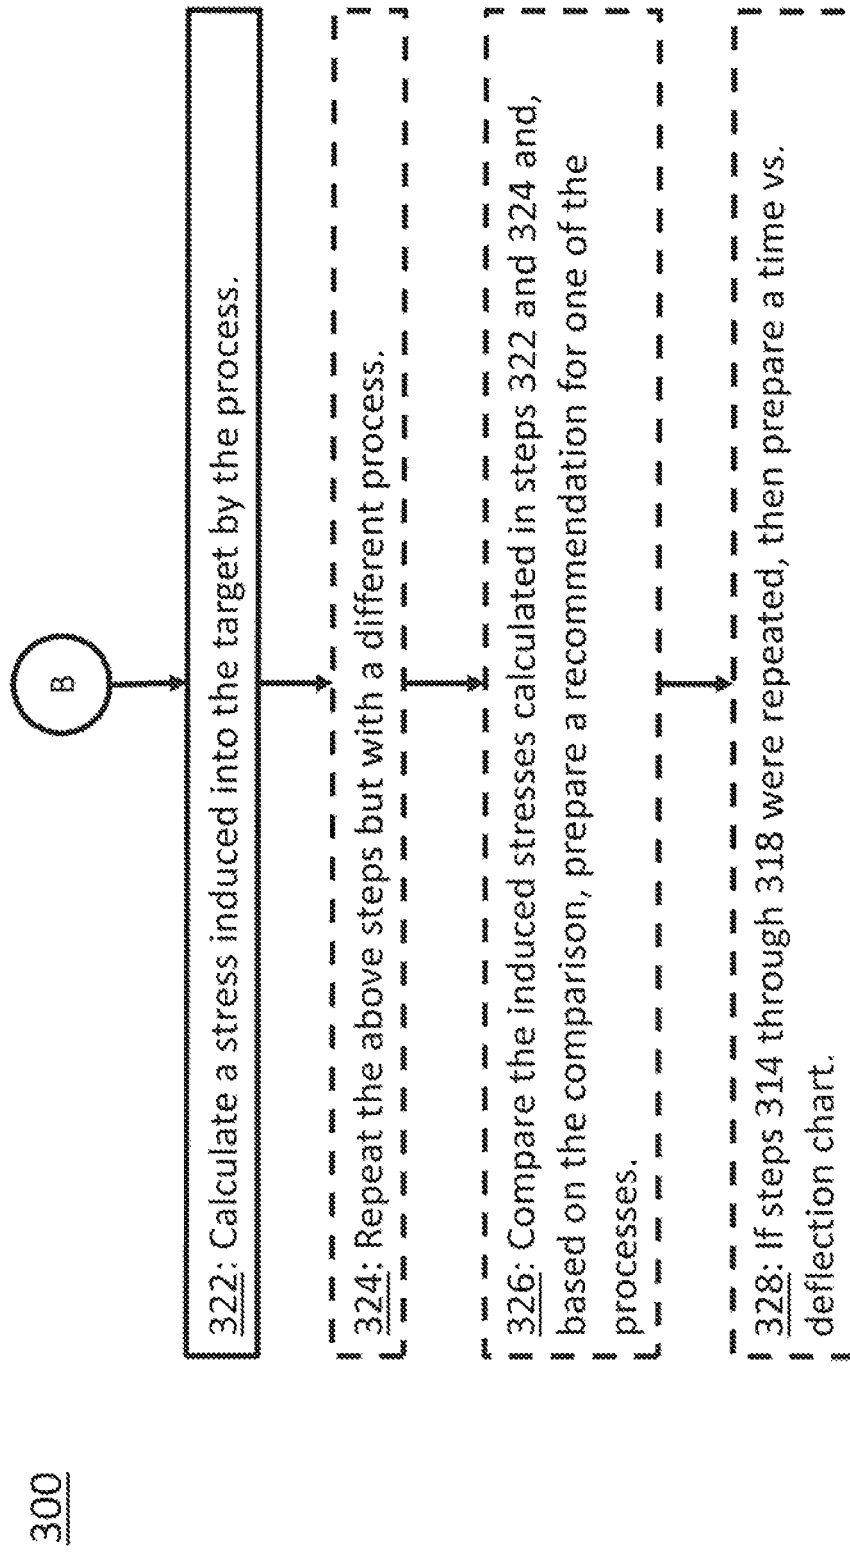 300
B
322: Calculate a stress induced into the target by the process.
324: Repeat the above steps but with a different process.
326: Compare the induced stresses calculated in steps 322 and 324 and,
based on the comparison, prepare a recommendation for one of the
processes.
328: If steps 314 through 318 were repeated, then prepare a time vs.
deflection chart.